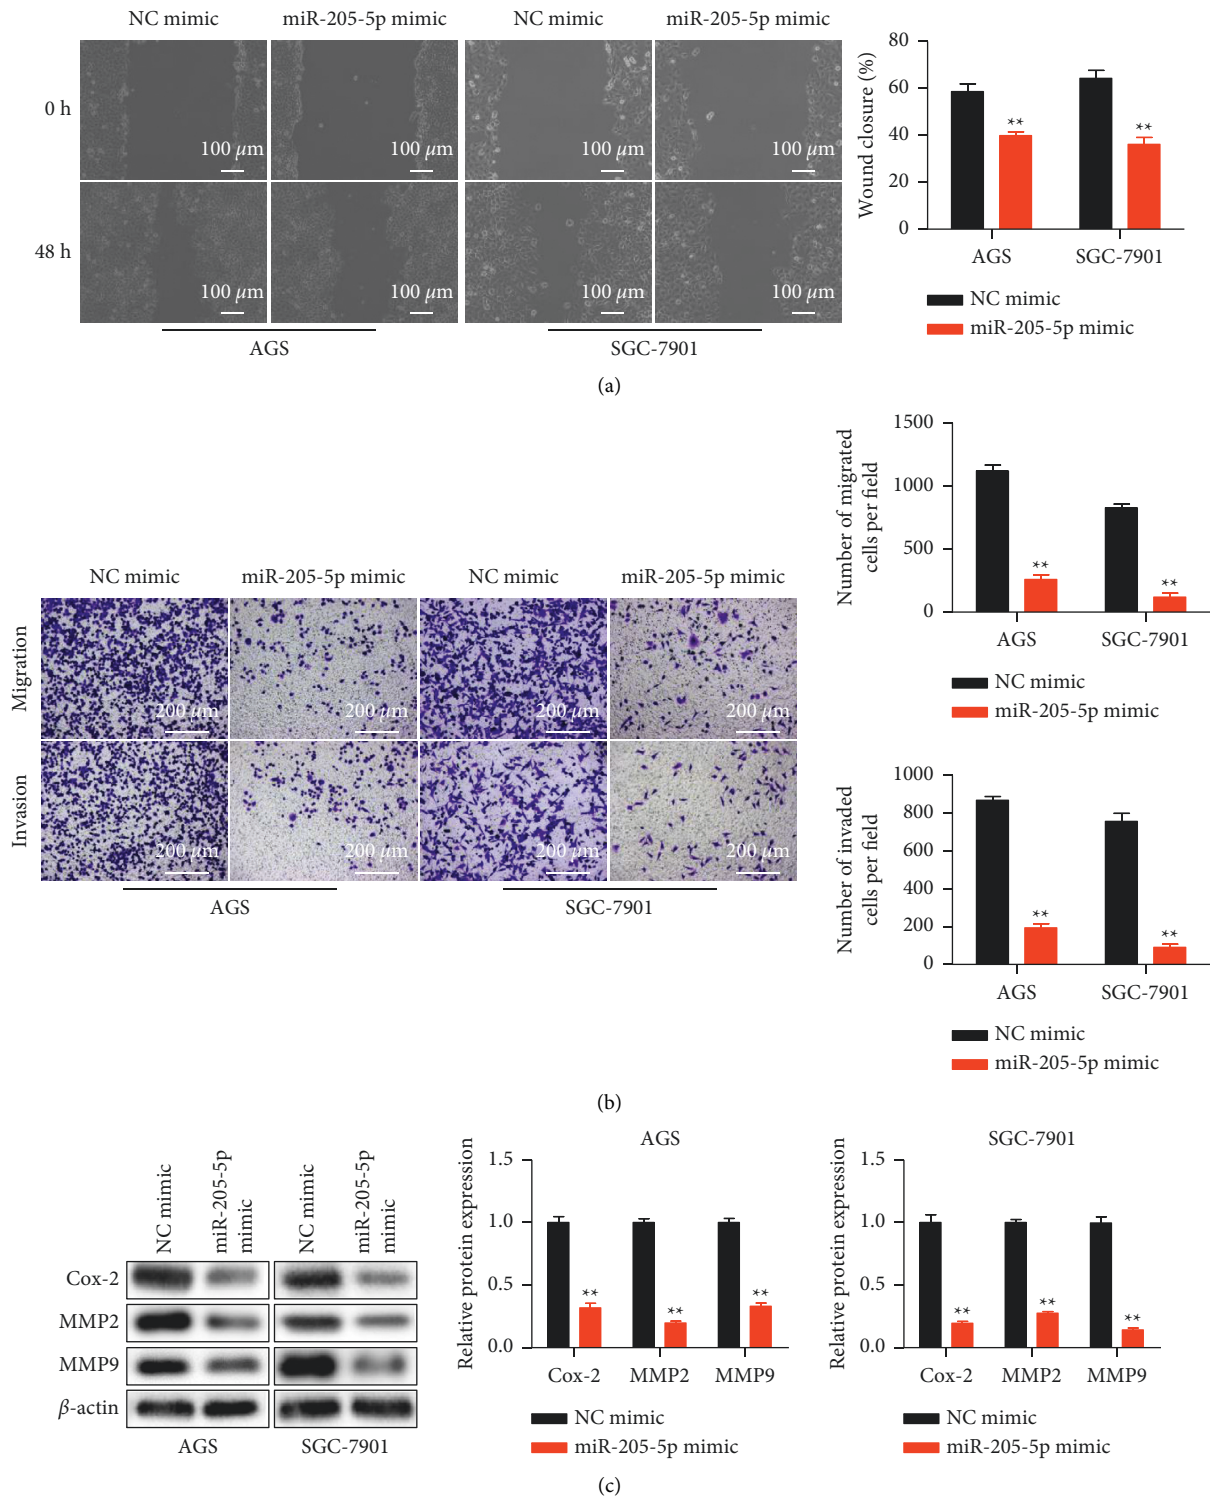 NC mimic miR-205-5p mimic NC mimic miR-205-5p mimic
0 h
100 μm 100 μm 100 μm 100 μm
48 h
100 μm 100 μm 100 μm 100 μm
AGS SGC-7901
Wound closure (%)
80
60
40
20
0
** **
AGS SGC-7901
NC mimic
miR-205-5p mimic
(a)
NC mimic miR-205-5p mimic NC mimic miR-205-5p mimic
Migration
200 μm 200 μm 200 μm 200 μm
Invasion
200 μm 200 μm 200 μm 200 μm
AGS SGC-7901
Number of migrated
cells per field
1500
1000
500
0
** **
AGS SGC-7901
NC mimic
miR-205-5p mimic
Number of invaded
cells per field
1000
800
600
400
200
0
** **
AGS SGC-7901
NC mimic
miR-205-5p mimic
(b)
NC mimic
miR-205-5p
mimic
NC mimic
miR-205-5p
mimic
Cox-2
MMP2
MMP9
β-actin
AGS SGC-7901
AGS
Relative protein expression
1.5
1.0
0.5
0.0
** ** **
Cox-2 MMP2 MMP9
NC mimic
miR-205-5p mimic
SGC-7901
Relative protein expression
1.5
1.0
0.5
0.0
** ** **
Cox-2 MMP2 MMP9
NC mimic
miR-205-5p mimic
(c)